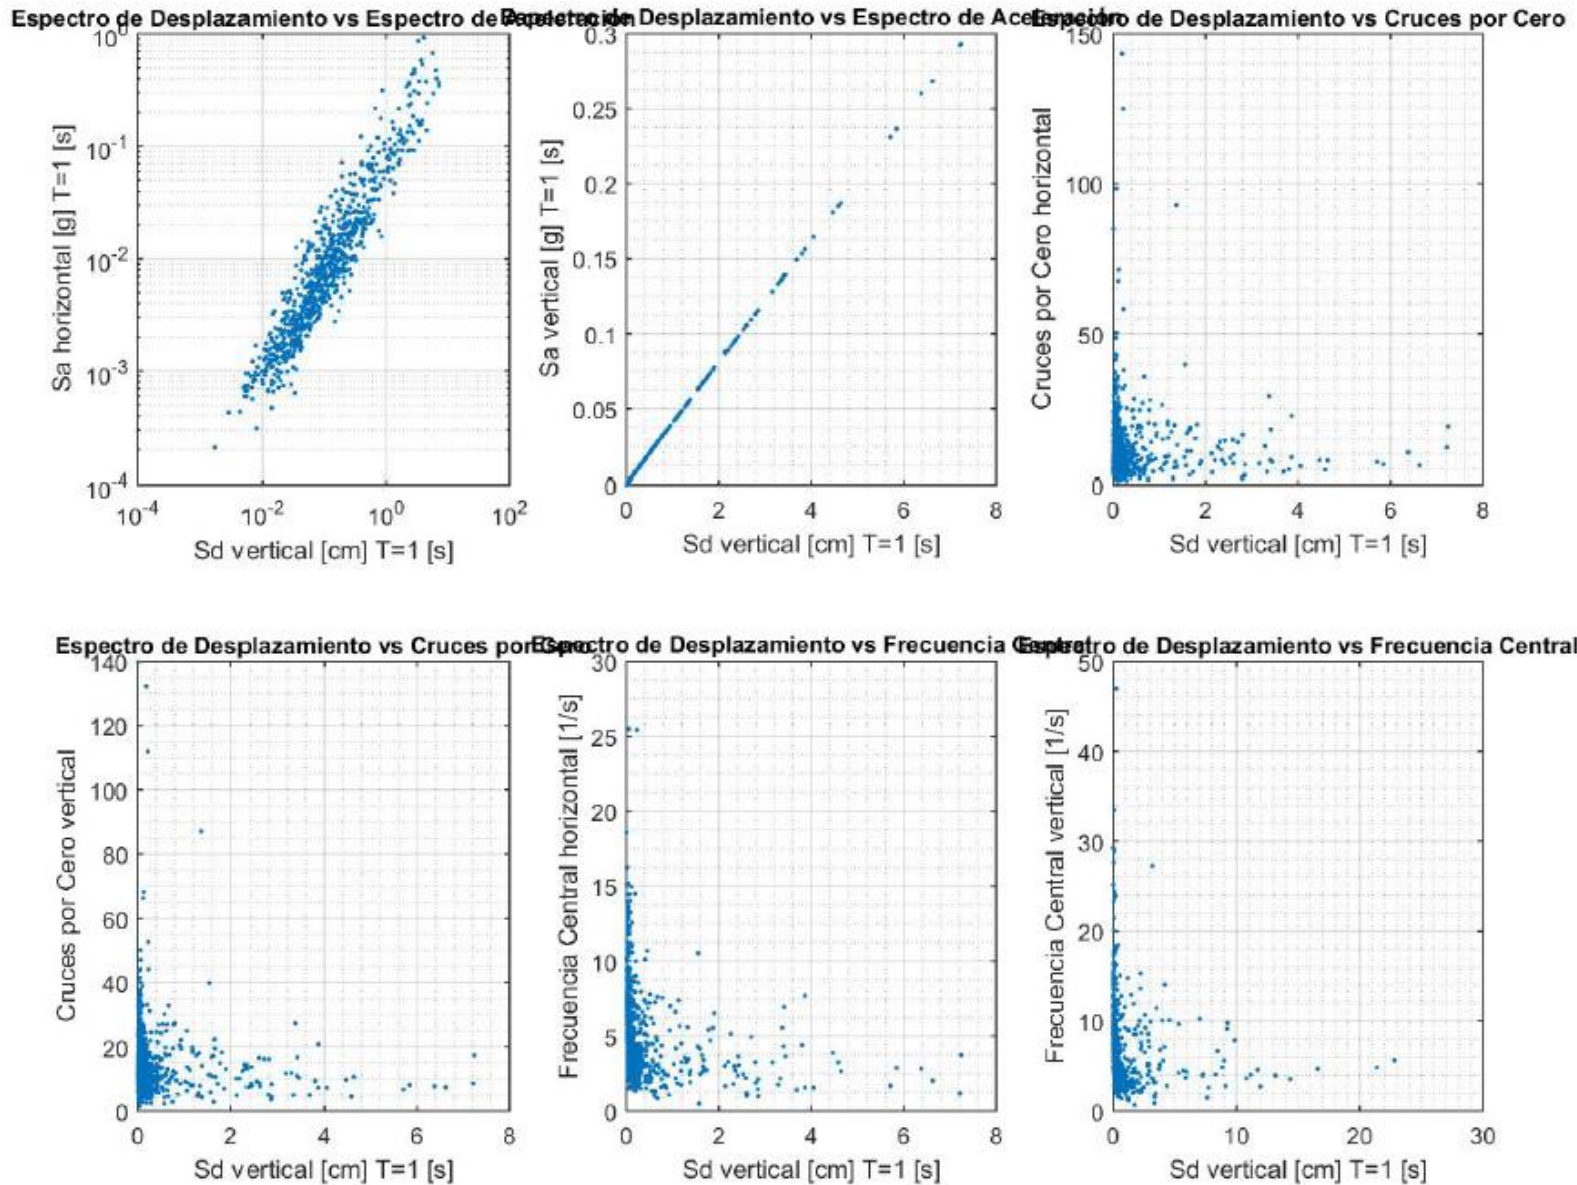 Espectro de Desplazamiento vs Espectro de Aceleración
Espectro de Desplazamiento vs Espectro de Aceleración
Espectro de Desplazamiento vs Cruces por Cero
10^0
10^-1
10^-2
10^-3
10^-4
Sa horizontal [g] T=1 [s]
10^-4 10^-2 10^0 10^2
Sd vertical [cm] T=1 [s]
0.3
0.25
0.2
0.15
0.1
0.05
0
Sa vertical [g] T=1 [s]
0 2 4 6 8
Sd vertical [cm] T=1 [s]
150
100
50
0
Cruces por Cero horizontal
0 2 4 6 8
Sd vertical [cm] T=1 [s]
Espectro de Desplazamiento vs Cruces por Cero
Espectro de Desplazamiento vs Frecuencia Central
Espectro de Desplazamiento vs Frecuencia Central
140
120
100
80
60
40
20
0
Cruces por Cero vertical
0 2 4 6 8
Sd vertical [cm] T=1 [s]
30
25
20
15
10
5
0
Frecuencia Central horizontal [1/s]
0 2 4 6 8
Sd vertical [cm] T=1 [s]
50
40
30
20
10
0
Frecuencia Central vertical [1/s]
0 10 20 30
Sd vertical [cm] T=1 [s]